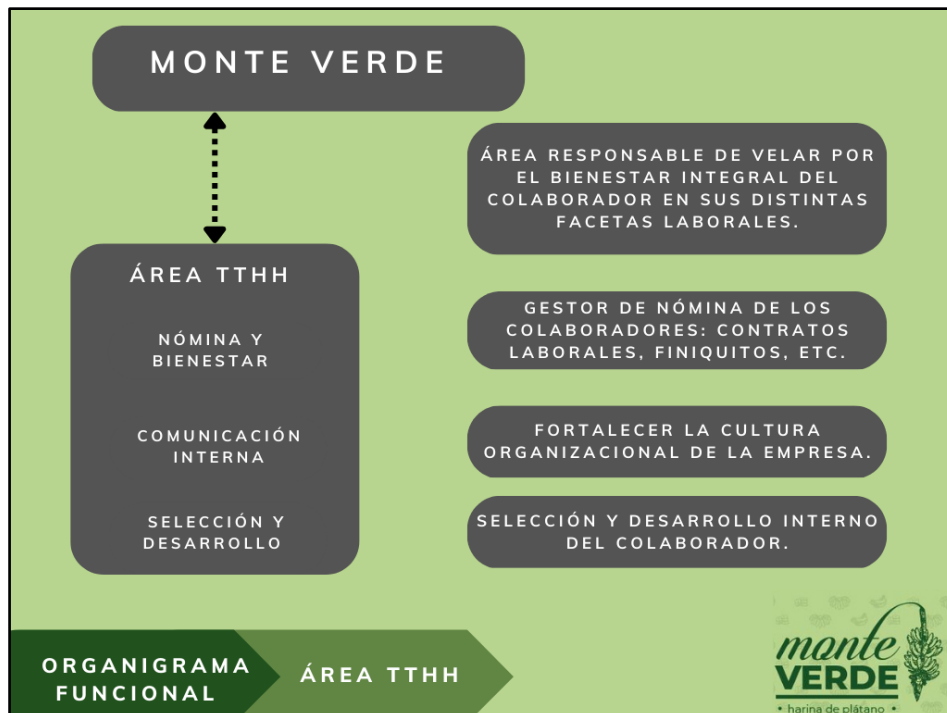 MONTE VERDE
ÁREA RESPONSABLE DE VELAR POR
EL BIENESTAR INTEGRAL DEL
COLABORADOR EN SUS DISTINTAS
FACETAS LABORALES.
ÁREA TTHH
NÓMINA Y
BIENESTAR
GESTOR DE NÓMINA DE LOS
COLABORADORES: CONTRATOS
LABORALES, FINIQUITOS, ETC.
COMUNICACIÓN
INTERNA
FORTALECER LA CULTURA
ORGANIZACIONAL DE LA EMPRESA.
SELECCIÓN Y
DESARROLLO
SELECCIÓN Y DESARROLLO INTERNO
DEL COLABORADOR.
ORGANIGRAMA
FUNCIONAL
ÁREA TTHH
monte
VERDE
• harina de plátano •